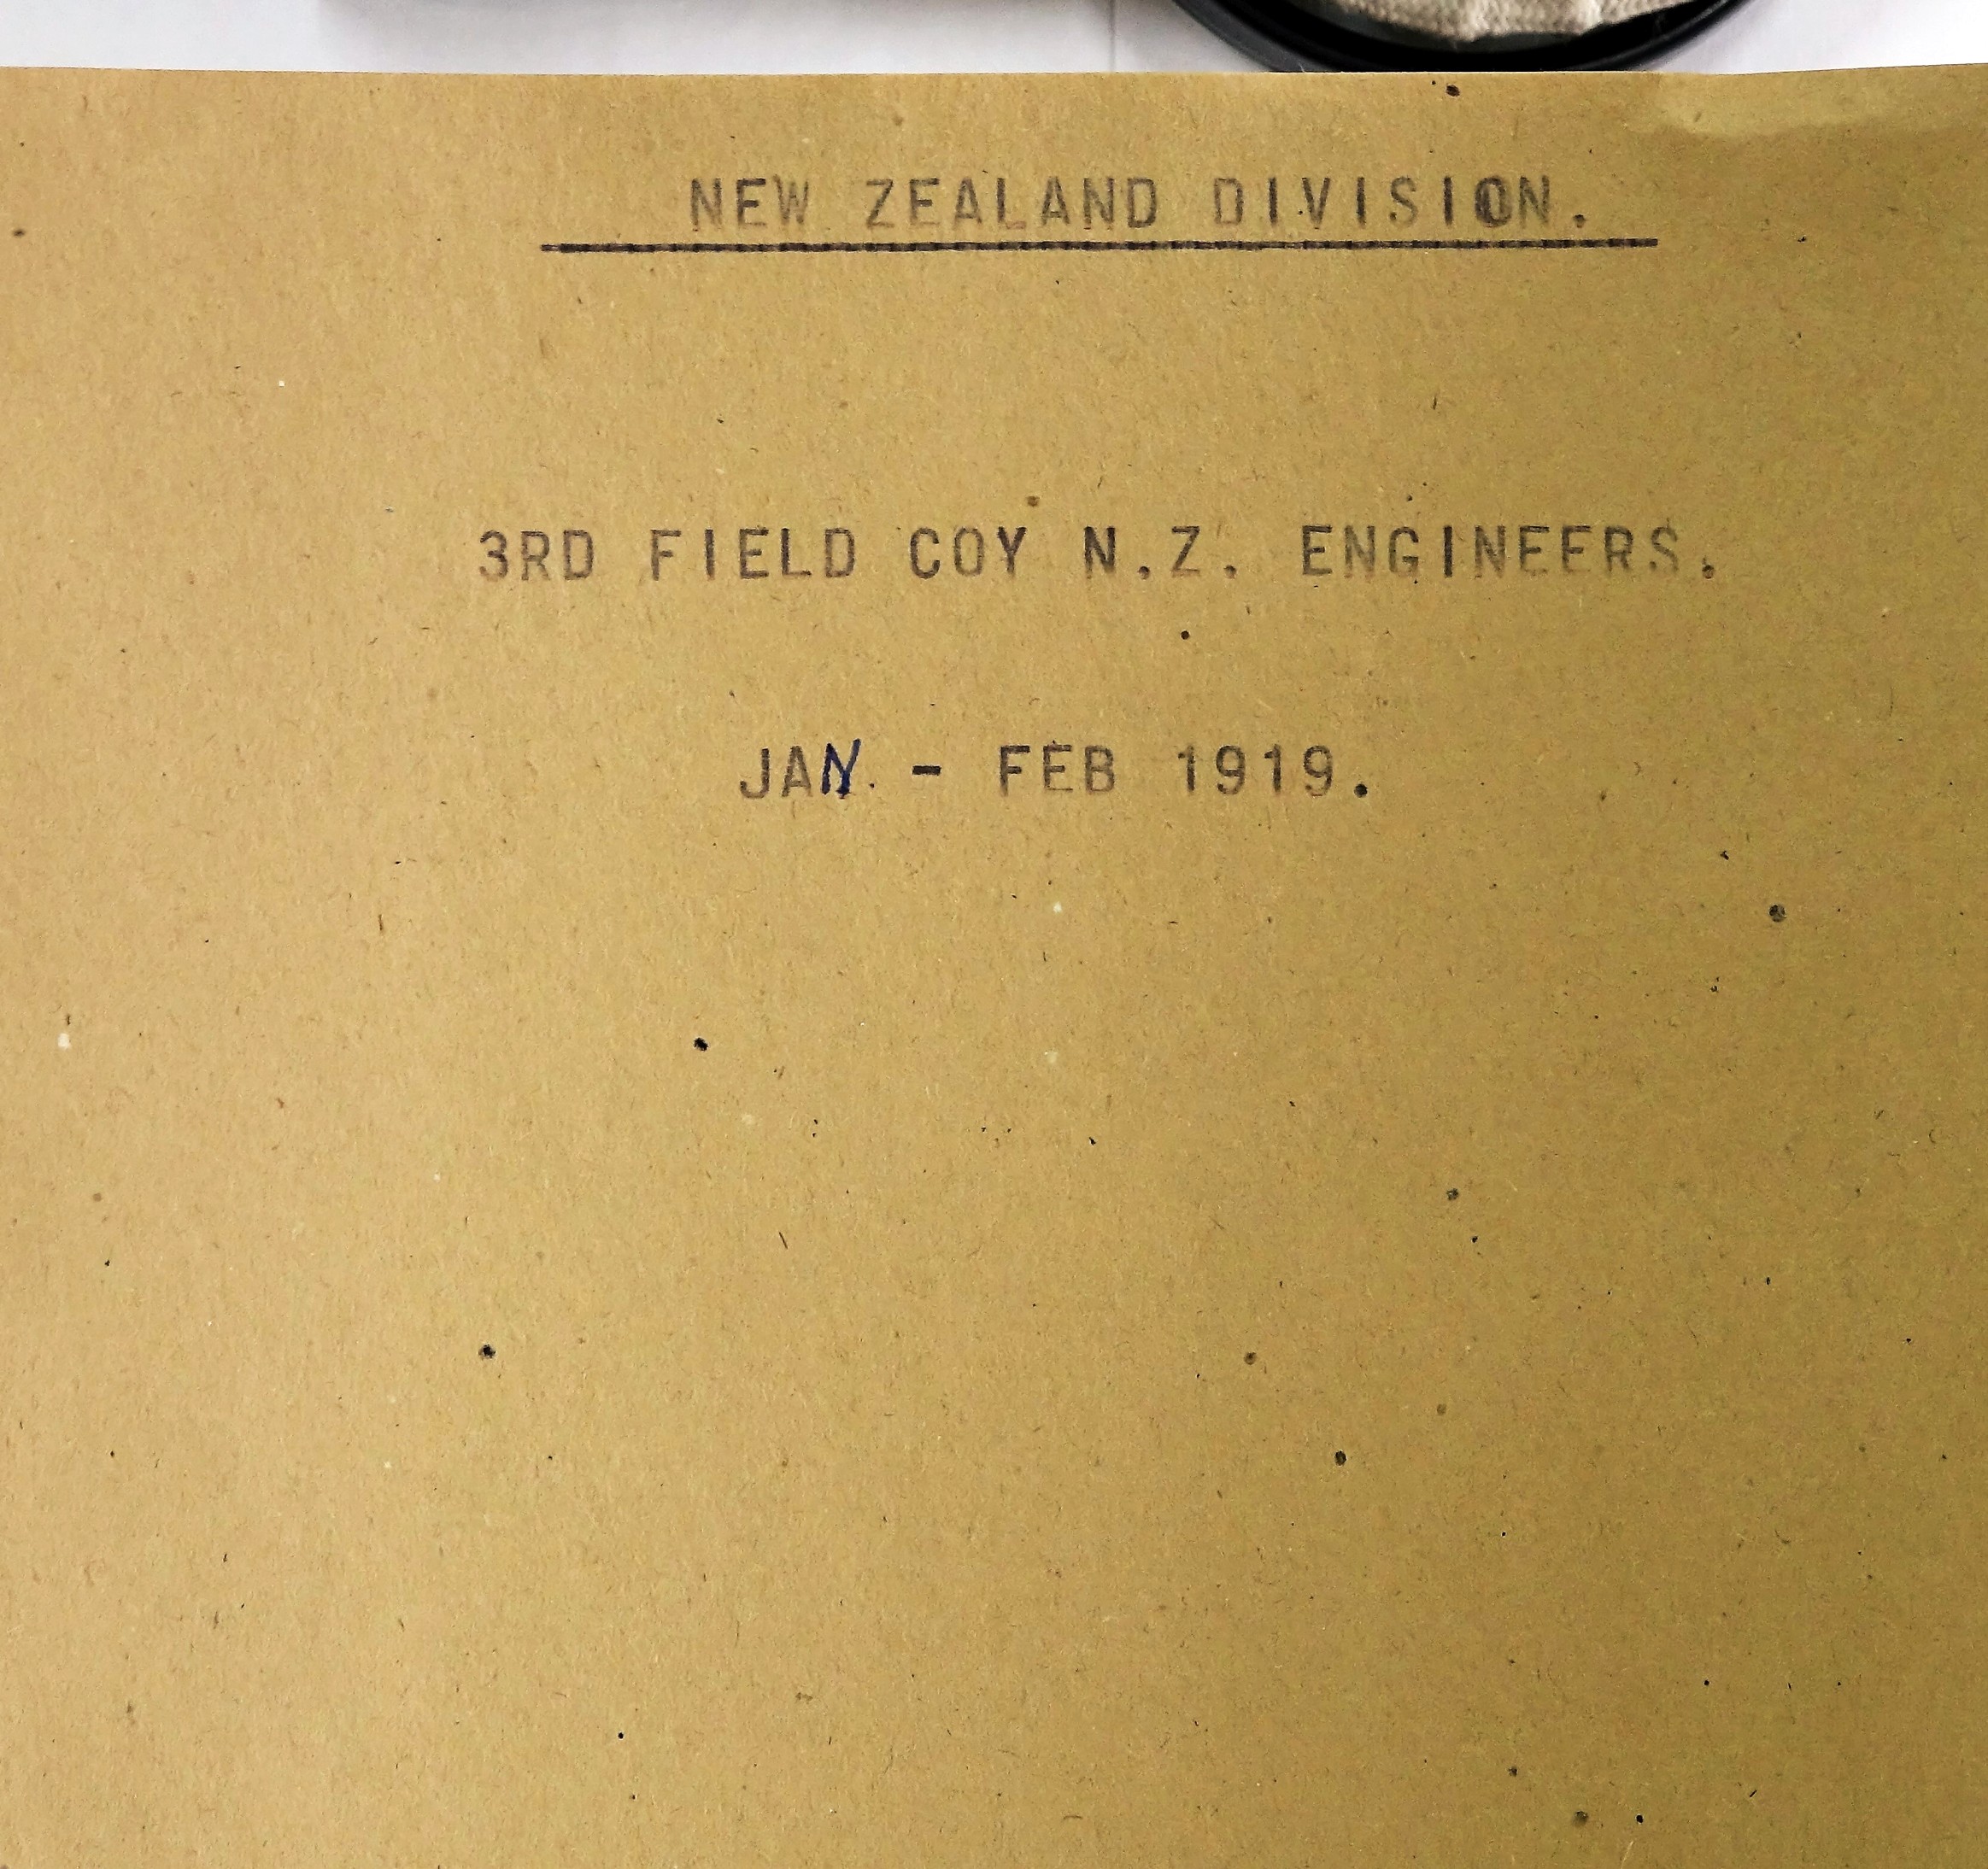 NEW ZEALAND DIVISION.
3RD FIELD COY N.Z. ENGINEERS.
JAN. - FEB 1919.